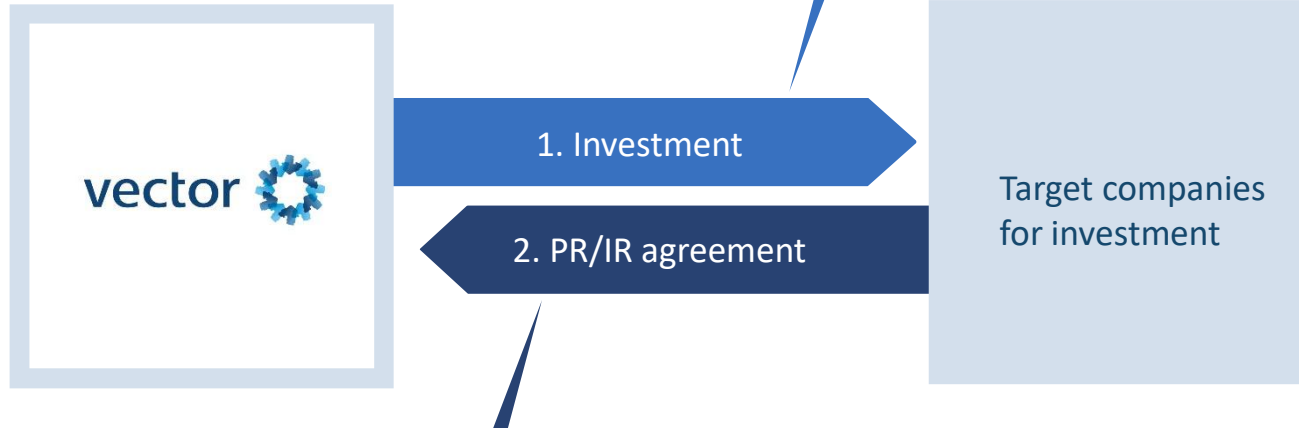 vector
1. Investment
2. PR/IR agreement
Target companies
for investment